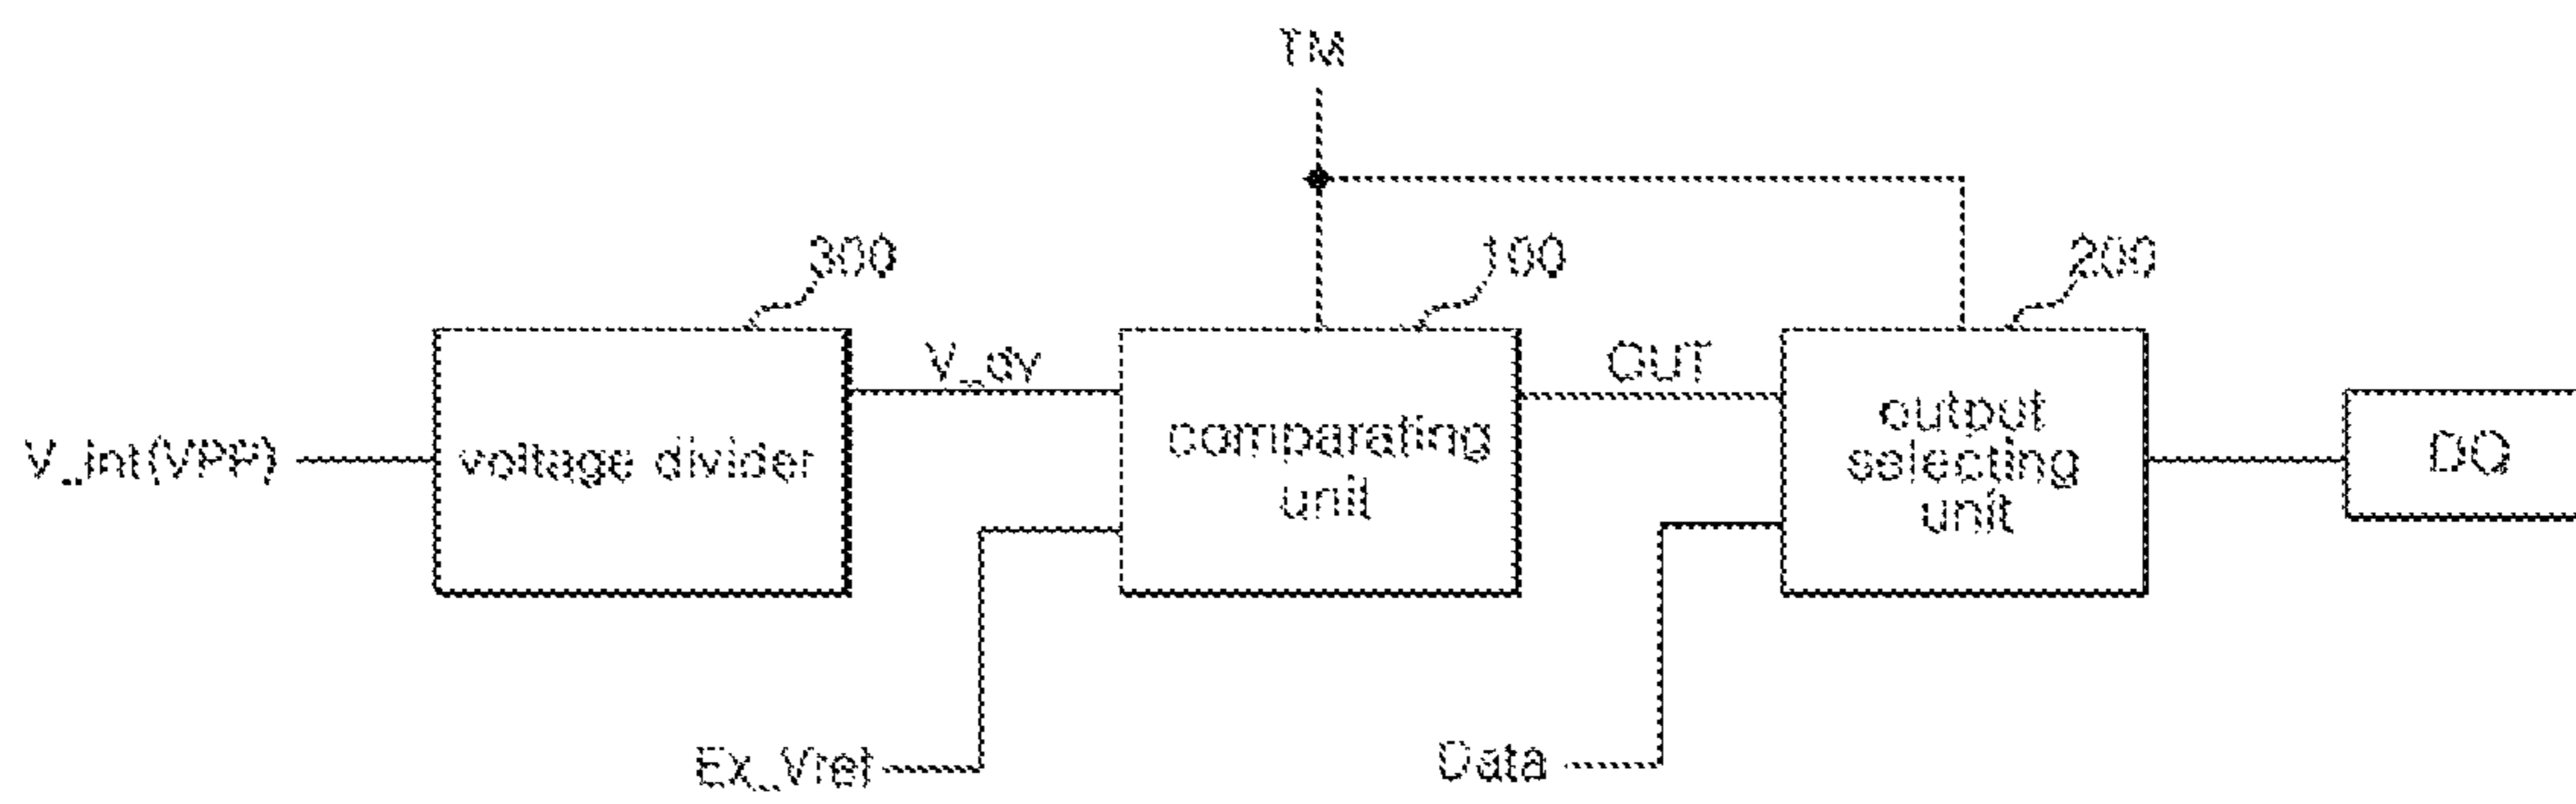 TM
300
100
200
V_dv
OUT
V_int(VPP)
voltage divider
comparating
unit
output
selecting
unit
DQ
Ex_Vref
Data